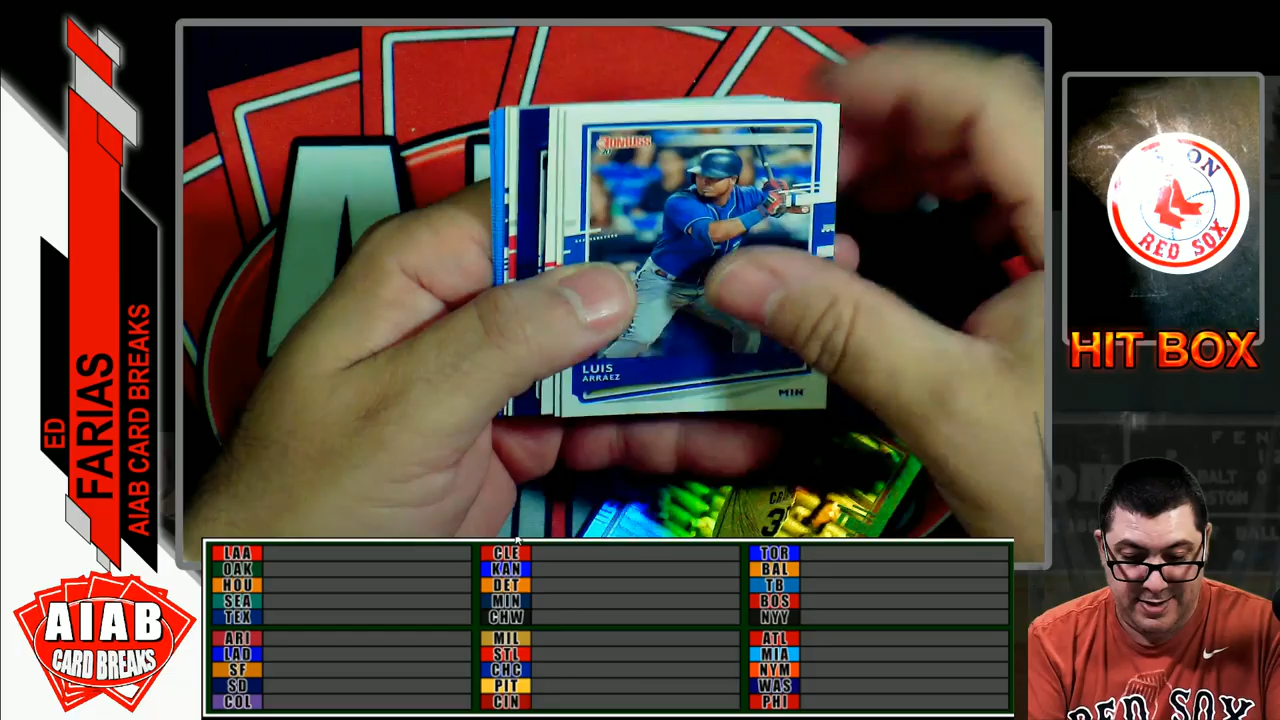 ED
FARIAS
AIAB CARD BREAKS
AIAB
CARD BREAKS
DONRUSS
LUIS
ARRAEZ
MIN
RED SOX
HIT BOX
LAA
OAK
HOU
SEA
TEX
ARI
LAD
SF
SD
COL
CLE
KAN
DET
MIN
CHW
MIL
STL
CHC
PIT
CIN
TOR
BAL
TB
BOS
NYY
ATL
MIA
NYM
WAS
PHI
RED SOX